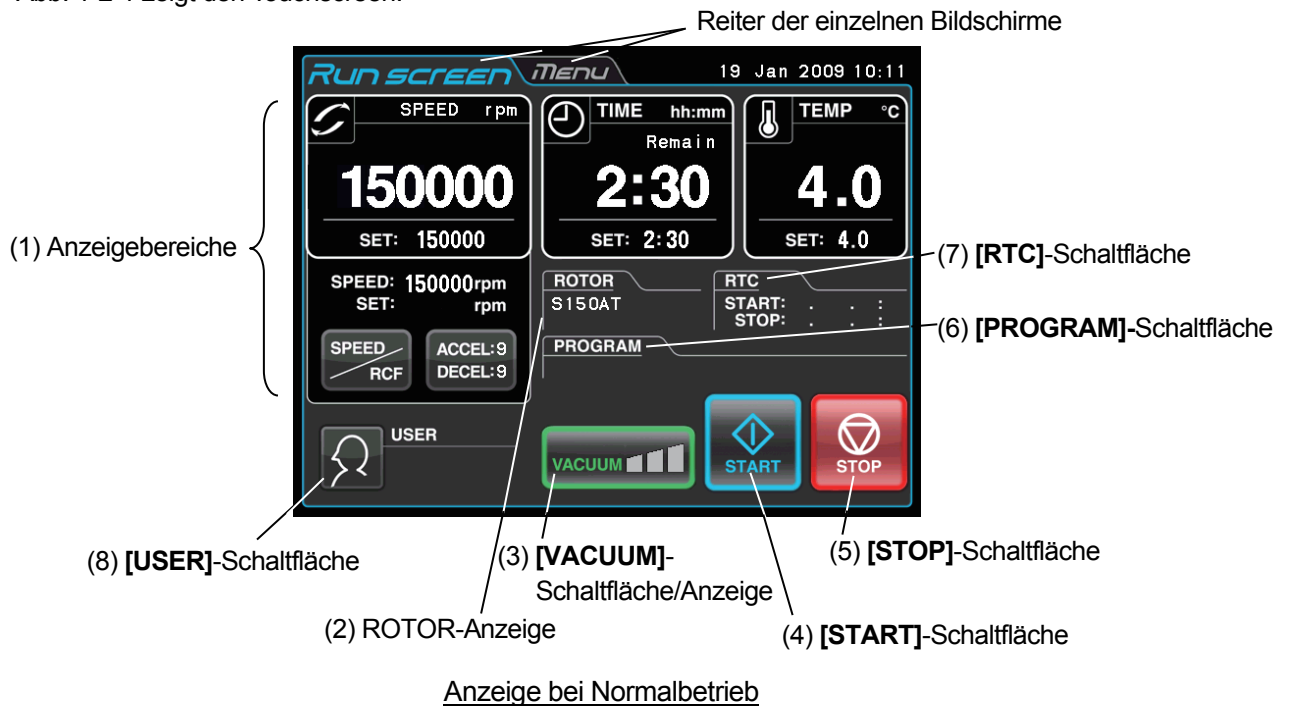 Abb. 1-2-1 zeigt den Touchscreen.
Reiter der einzelnen Bildschirme
Run screen Menu 19 Jan 2009 10:11
SPEED rpm
150000
SET: 150000
TIME hh:mm
Remain
2:30
SET: 2:30
TEMP °C
4.0
SET: 4.0
(1) Anzeigebereiche
SPEED: 150000rpm
SET: rpm
SPEED
RCF
ACCEL:9
DECEL:9
ROTOR
S150AT
RTC
START: . . :
STOP: . . :
PROGRAM
(7) [RTC]-Schaltfläche
(6) [PROGRAM]-Schaltfläche
USER
VACUUM
START
STOP
(8) [USER]-Schaltfläche
(3) [VACUUM]-
Schaltfläche/Anzeige
(5) [STOP]-Schaltfläche
(2) ROTOR-Anzeige
(4) [START]-Schaltfläche
Anzeige bei Normalbetrieb